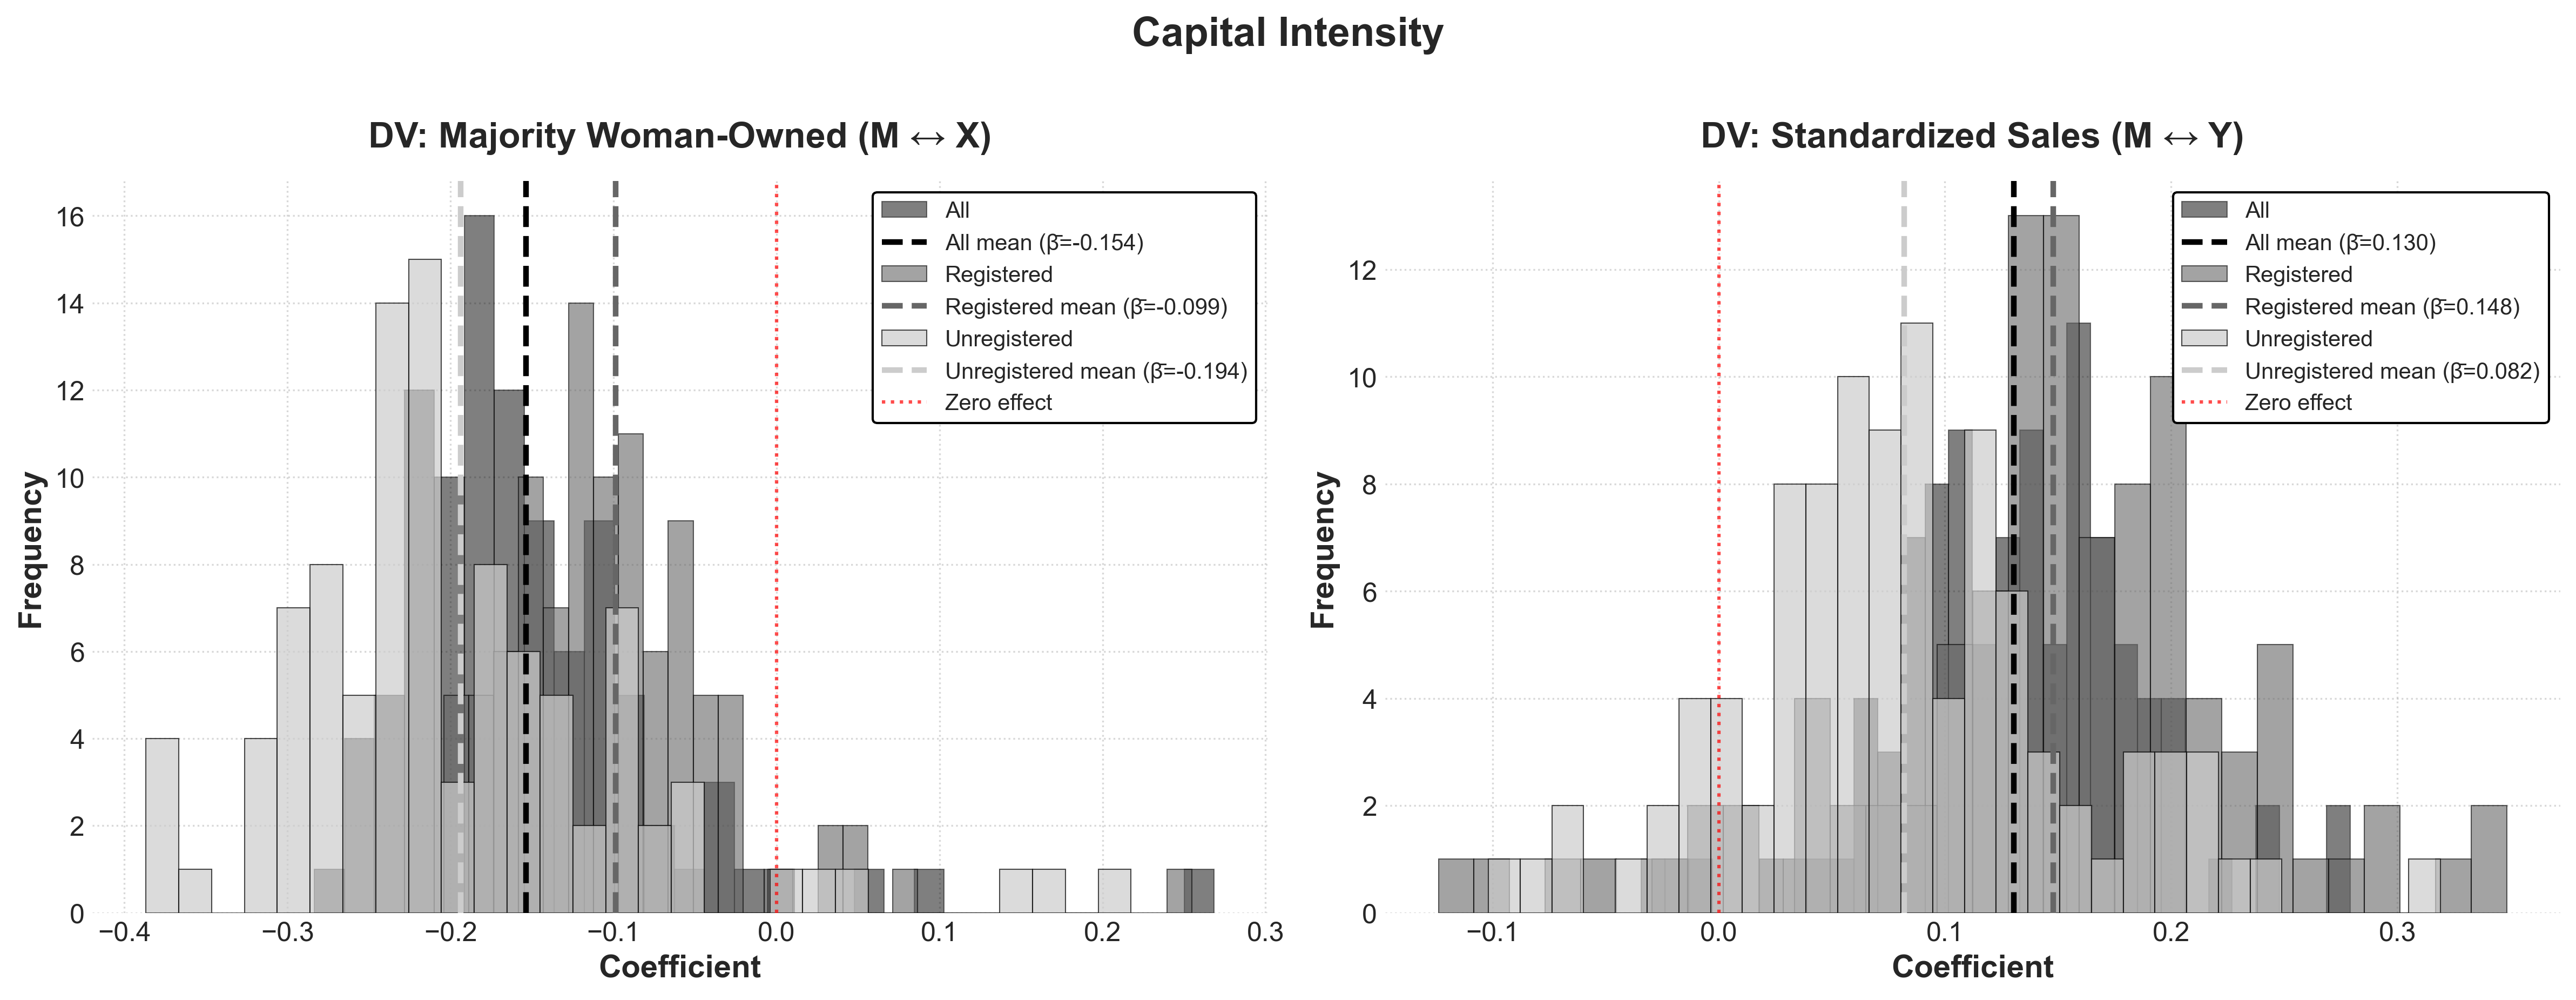 Capital Intensity
DV: Majority Woman-Owned (M ↔ X)
16
14
12
10
8
6
4
2
0
Frequency
−0.4
−0.3
−0.2
−0.1
0.0
0.1
0.2
0.3
Coefficient
All
All mean (β̄=-0.154)
Registered
Registered mean (β̄=-0.099)
Unregistered
Unregistered mean (β̄=-0.194)
Zero effect
DV: Standardized Sales (M ↔ Y)
12
10
8
6
4
2
0
Frequency
−0.1
0.0
0.1
0.2
0.3
Coefficient
All
All mean (β̄=0.130)
Registered
Registered mean (β̄=0.148)
Unregistered
Unregistered mean (β̄=0.082)
Zero effect